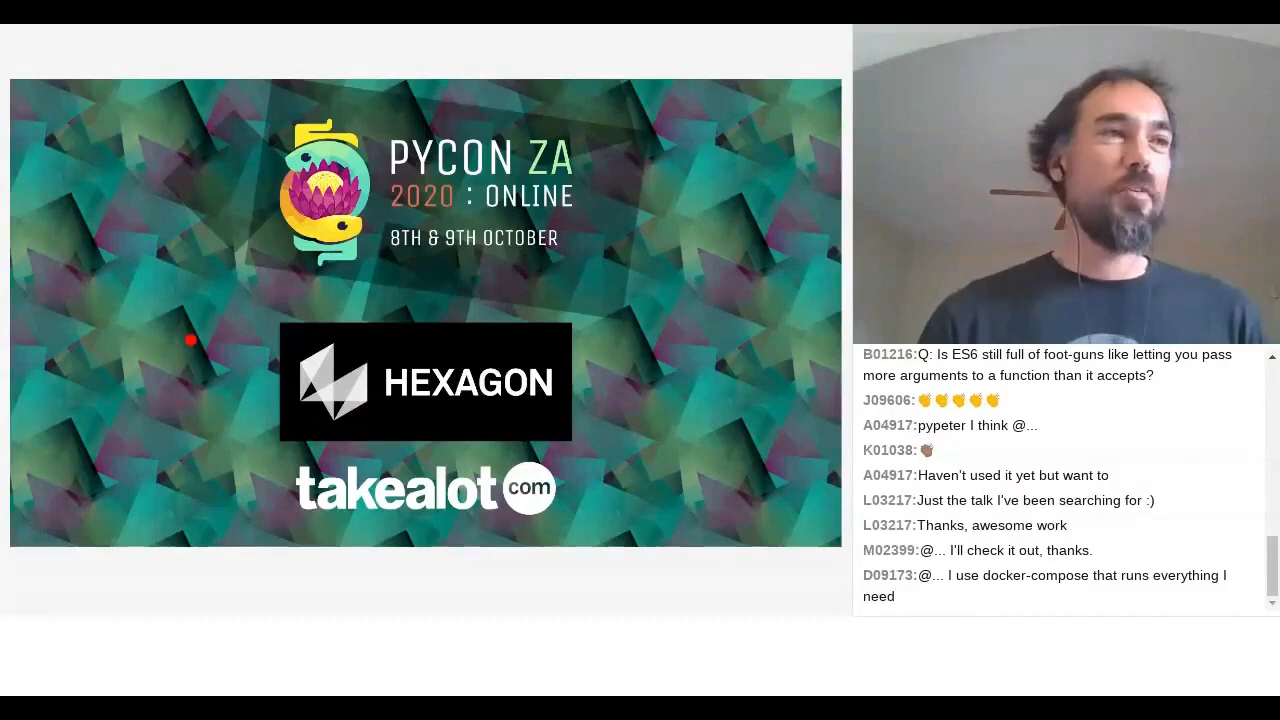 PYCON ZA
2020 : ONLINE
8TH & 9TH OCTOBER
HEXAGON
takealot com
B01216:Q: Is ES6 still full of foot-guns like letting you pass
more arguments to a function than it accepts?
J09606:👏👏👏👏👏
A04917:pypeter I think @...
K01038:👏🏽
A04917:Haven't used it yet but want to
L03217:Just the talk I've been searching for :)
L03217:Thanks, awesome work
M02399:@... I'll check it out, thanks.
D09173:@... I use docker-compose that runs everything I
need